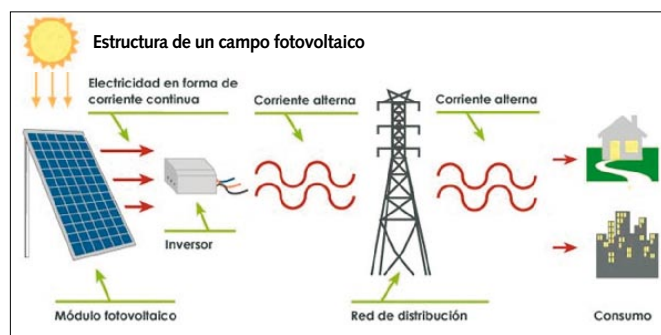 Estructura de un campo fotovoltaico
Electricidad en forma de
corriente continua
Corriente alterna
Corriente alterna
Inversor
Módulo fotovoltaico
Red de distribución
Consumo